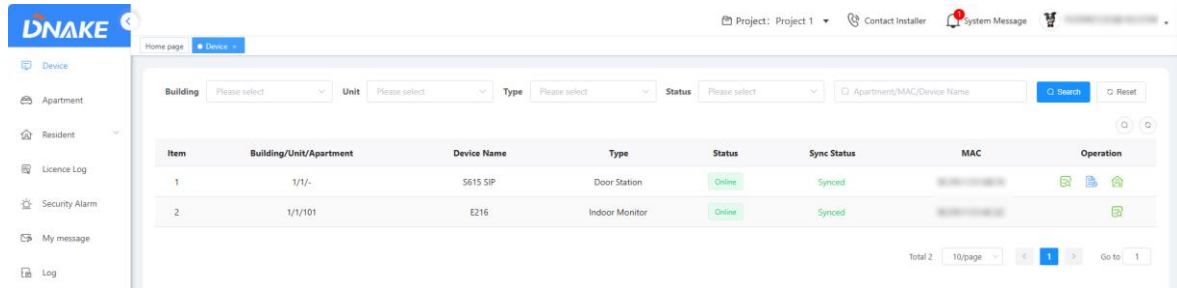 DNAKE
Project: Project 1 Contact Installer 1 System Message
Home page Device ×
Device
Apartment
Resident
Licence Log
Security Alarm
My message
Log
Building Please select Unit Please select Type Please select Status Please select Apartment/MAC/Device Name Search Reset
Item Building/Unit/Apartment Device Name Type Status Sync Status MAC Operation
1 1/1/- S615 SIP Door Station Online Synced
2 1/1/101 E216 Indoor Monitor Online Synced
Total 2 10/page < 1 > Go to 1